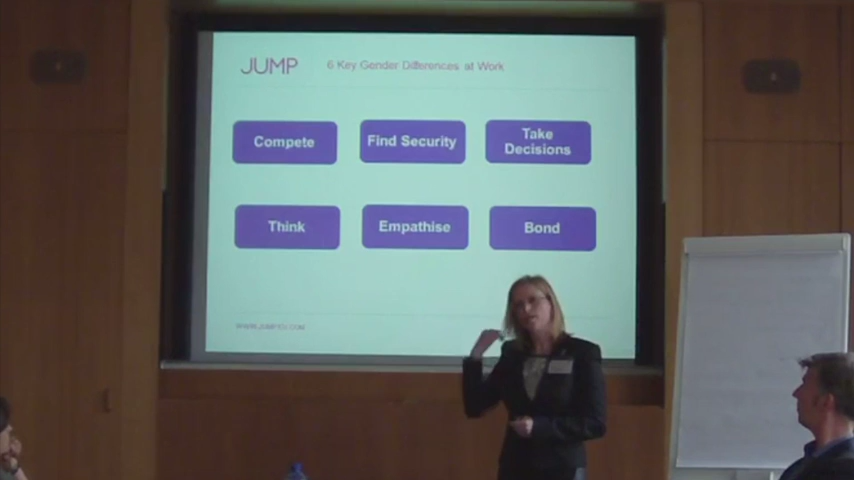 JUMP
6 Key Gender Differences at Work
Compete
Find Security
Take
Decisions
Think
Empathise
Bond